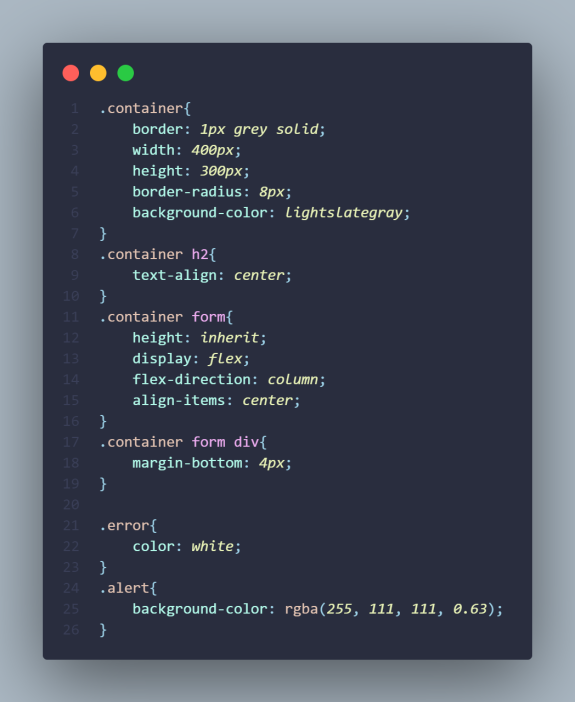 1 .container{
2     border: 1px grey solid;
3     width: 400px;
4     height: 300px;
5     border-radius: 8px;
6     background-color: lightslategray;
7 }
8 .container h2{
9     text-align: center;
10 }
11 .container form{
12     height: inherit;
13     display: flex;
14     flex-direction: column;
15     align-items: center;
16 }
17 .container form div{
18     margin-bottom: 4px;
19 }
20
21 .error{
22     color: white;
23 }
24 .alert{
25     background-color: rgba(255, 111, 111, 0.63);
26 }